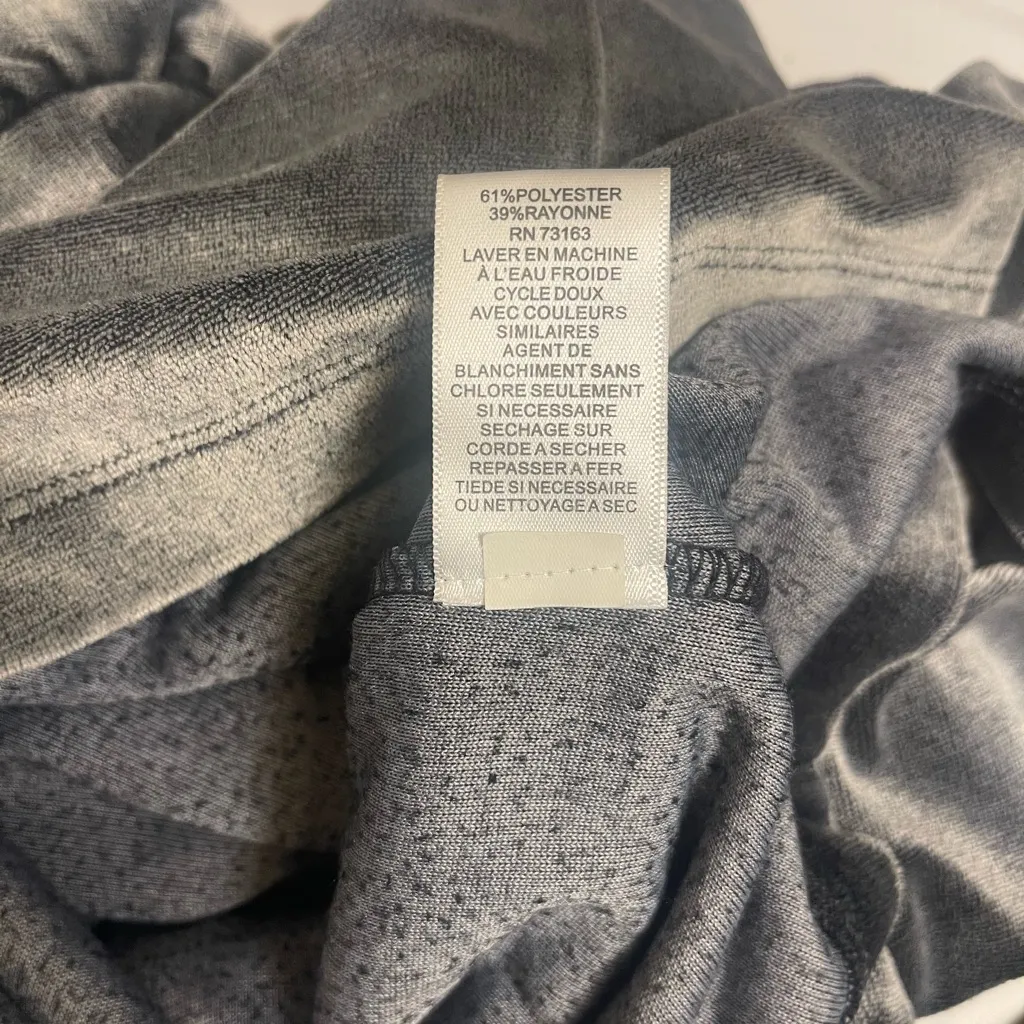 61%POLYESTER
39%RAYONNE
RN 73163
LAVER EN MACHINE
À L'EAU FROIDE
CYCLE DOUX
AVEC COULEURS
SIMILAIRES
AGENT DE
BLANCHIMENT SANS
CHLORE SEULEMENT
SI NECESSAIRE
SECHAGE SUR
CORDE A SECHER
REPASSER A FER
TIEDE SI NECESSAIRE
OU NETTOYAGE A SEC